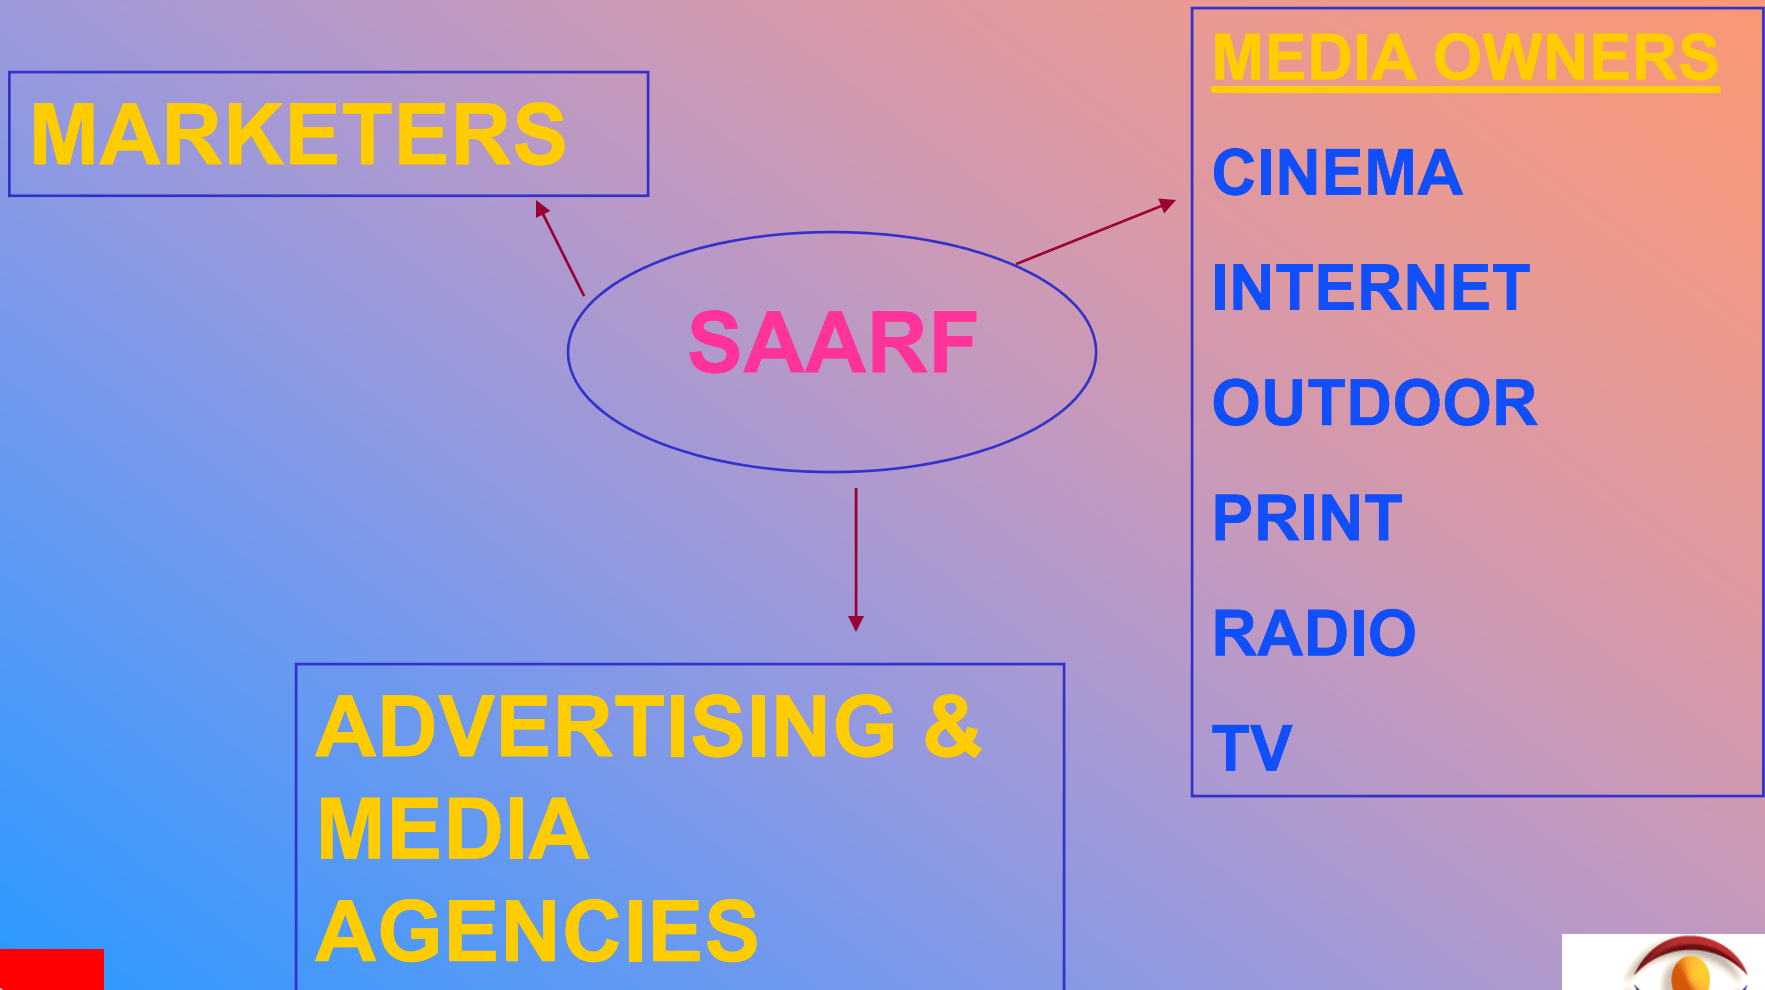 MARKETERS
SAARF
ADVERTISING &
MEDIA
AGENCIES
MEDIA OWNERS
CINEMA
INTERNET
OUTDOOR
PRINT
RADIO
TV